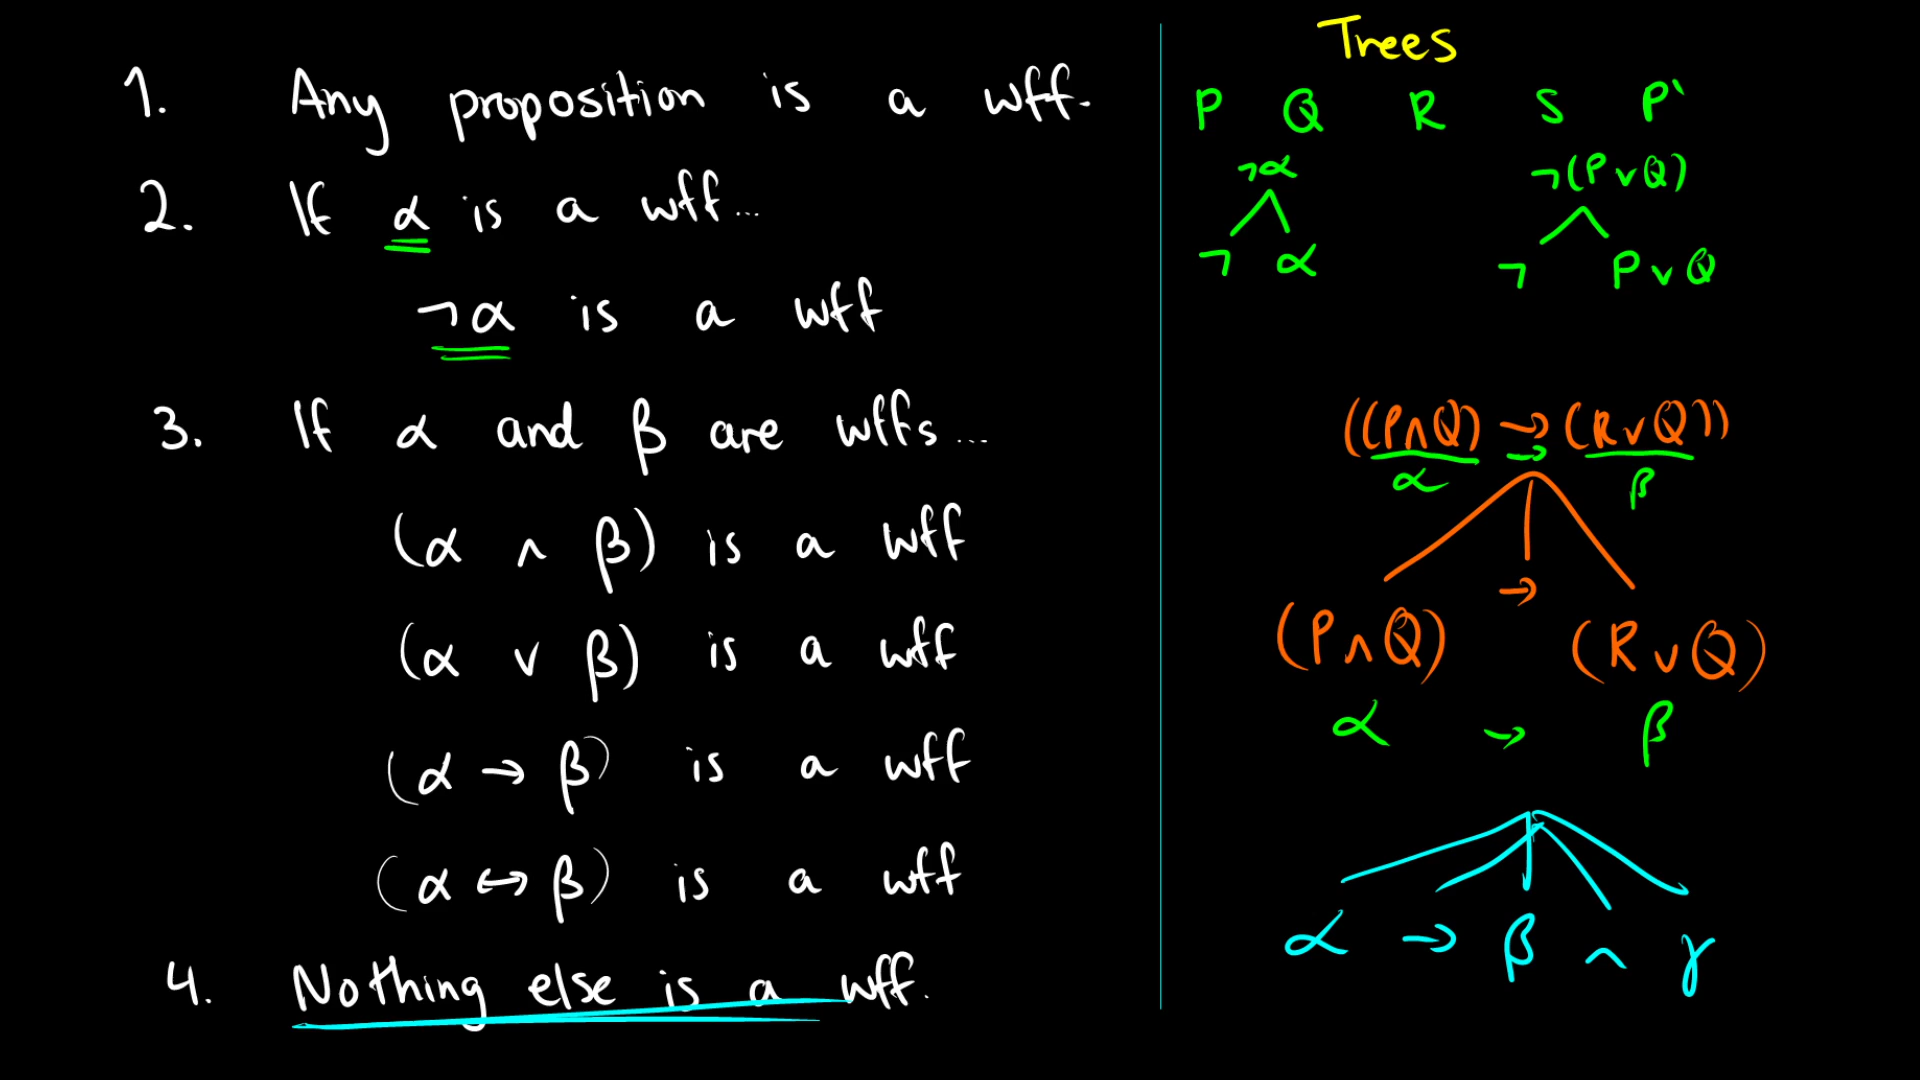 1. Any proposition is a wff.
2. If α is a wff...
¬α is a wff
3. If α and β are wffs...
(α ∧ β) is a wff
(α ∨ β) is a wff
(α → β) is a wff
(α ↔ β) is a wff
4. Nothing else is a wff.
Trees
P Q R S P'
¬α
¬ α
¬(P ∨ Q)
¬ P ∨ Q
((P ∧ Q) → (R ∨ Q))
α → β
→
(P ∧ Q) (R ∨ Q)
α → β
α → β ∧ γ